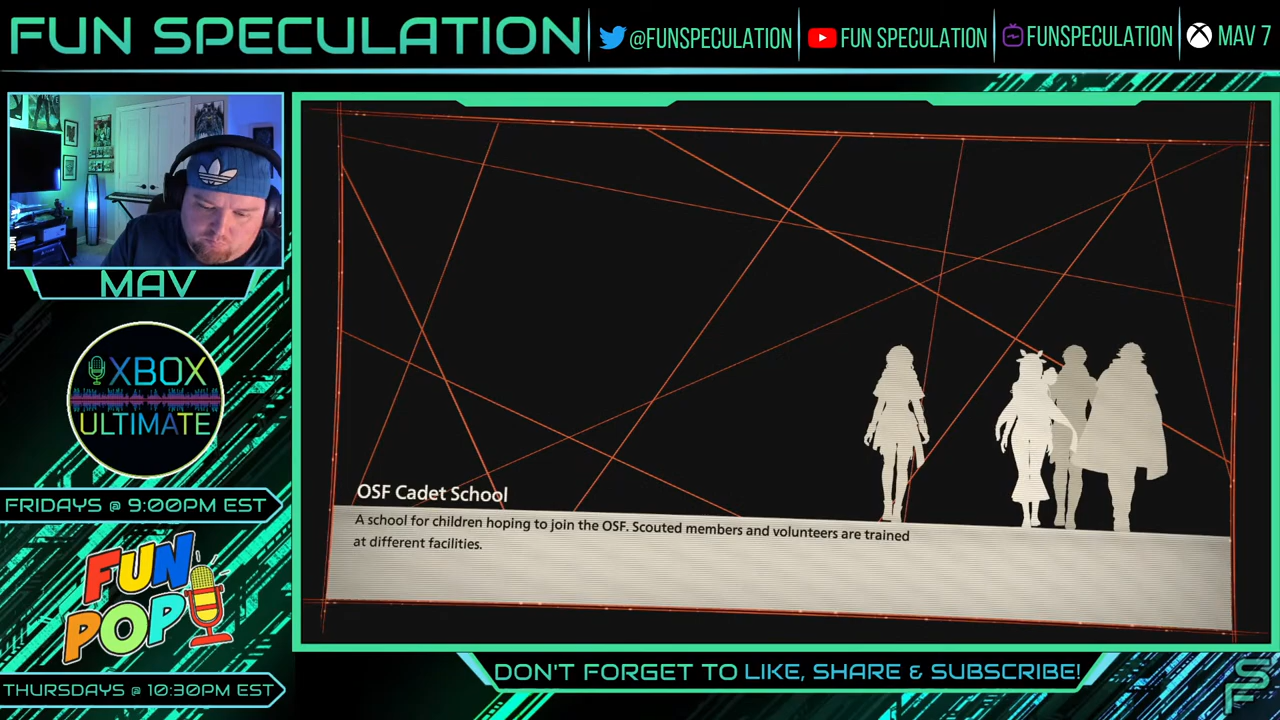 FUN SPECULATION
@FUNSPECULATION
FUN SPECULATION
FUNSPECULATION
MAV 7
MAV
XBOX
ULTIMATE
FRIDAYS @ 9:00PM EST
FUN
POP
THURSDAYS @ 10:30PM EST
OSF Cadet School
A school for children hoping to join the OSF. Scouted members and volunteers are trained
at different facilities.
DON'T FORGET TO LIKE, SHARE & SUBSCRIBE!
SF